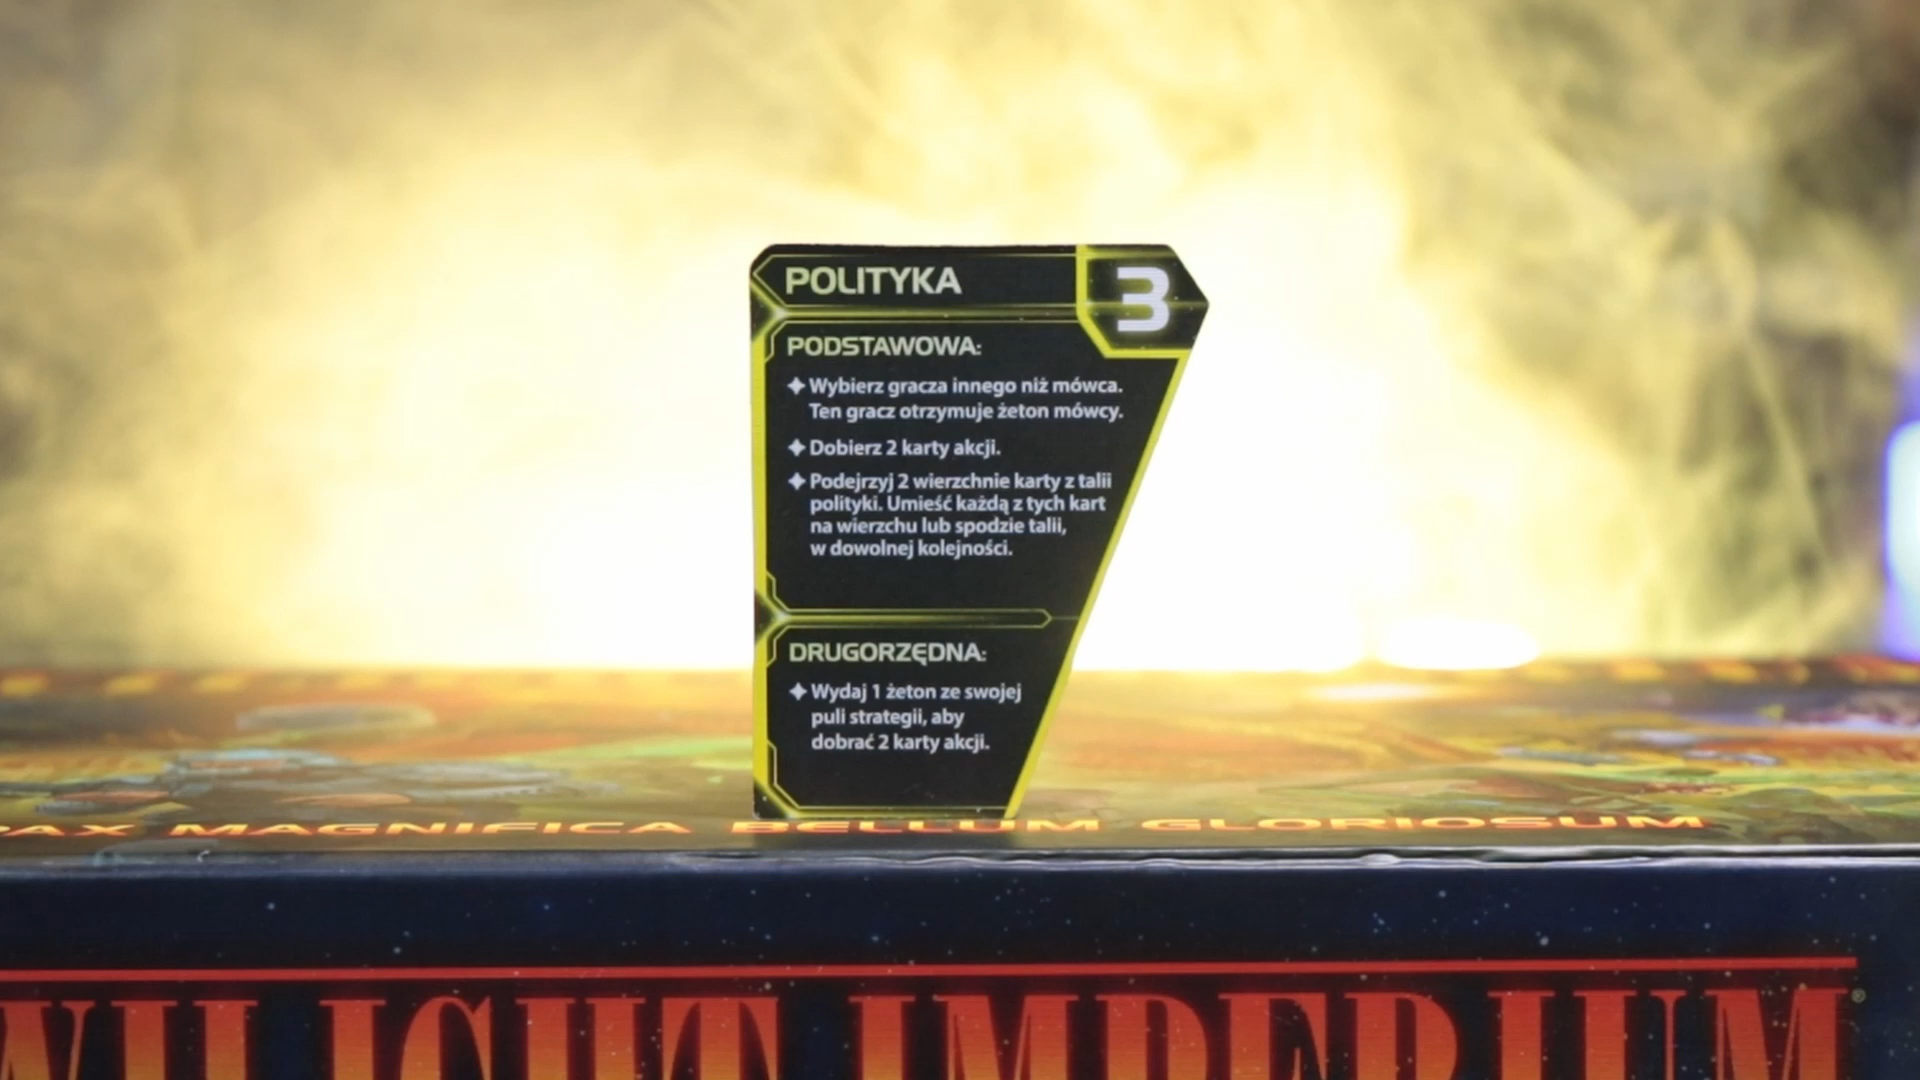 POLITYKA 3
PODSTAWOWA:
Wybierz gracza innego niż mówca.
Ten gracz otrzymuje żeton mówcy.
Dobierz 2 karty akcji.
Podejrzyj 2 wierzchnie karty z talii
polityki. Umieść każdą z tych kart
na wierzchu lub spodzie talii,
w dowolnej kolejności.
DRUGORZĘDNA:
Wydaj 1 żeton ze swojej
puli strategii, aby
dobrać 2 karty akcji.
PAX MAGNIFICA BELLUM GLORIOSUM
WILIGHT IMPERIUM